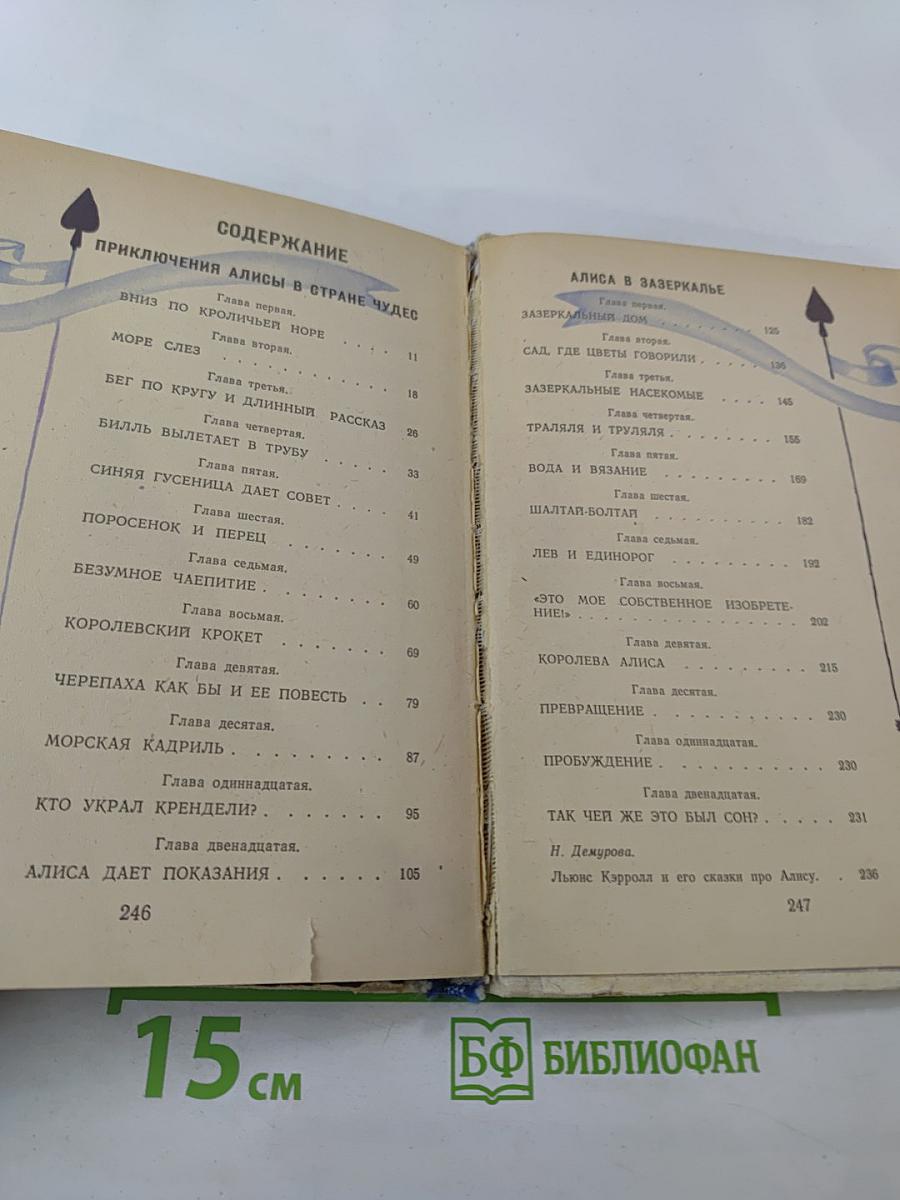 СОДЕРЖАНИЕ
ПРИКЛЮЧЕНИЯ АЛИСЫ В СТРАНЕ ЧУДЕС
Глава первая.
ВНИЗ ПО КРОЛИЧЬЕЙ НОРЕ . . . . 11
Глава вторая.
МОРЕ СЛЕЗ . . . . . . . . . . 18
Глава третья.
БЕГ ПО КРУГУ И ДЛИННЫЙ РАССКАЗ 26
Глава четвертая.
БИЛЛЬ ВЫЛЕТАЕТ В ТРУБУ . . . . . 33
Глава пятая.
СИНЯЯ ГУСЕНИЦА ДАЕТ СОВЕТ . . . . 41
Глава шестая.
ПОРОСЕНОК И ПЕРЕЦ . . . . . . . 49
Глава седьмая.
БЕЗУМНОЕ ЧАЕПИТИЕ . . . . . . . . 60
Глава восьмая.
КОРОЛЕВСКИЙ КРОКЕТ . . . . . . . 69
Глава девятая.
ЧЕРЕПАХА КАК БЫ И ЕЕ ПОВЕСТЬ . . 79
Глава десятая.
МОРСКАЯ КАДРИЛЬ . . . . . . . . 87
Глава одиннадцатая.
КТО УКРАЛ КРЕНДЕЛИ? . . . . . . . 95
Глава двенадцатая.
АЛИСА ДАЕТ ПОКАЗАНИЯ . . . . . . 105
246
АЛИСА В ЗАЗЕРКАЛЬЕ
Глава первая.
ЗАЗЕРКАЛЬНЫЙ ДОМ . . . . . . . . 125
Глава вторая.
САД, ГДЕ ЦВЕТЫ ГОВОРИЛИ . . . . . 136
Глава третья.
ЗАЗЕРКАЛЬНЫЕ НАСЕКОМЫЕ . . . . 145
Глава четвертая.
ТРАЛЯЛЯ И ТРУЛЯЛЯ . . . . . . . . 155
Глава пятая.
ВОДА И ВЯЗАНИЕ . . . . . . . . . 169
Глава шестая.
ШАЛТАЙ-БОЛТАЙ . . . . . . . . . . 182
Глава седьмая.
ЛЕВ И ЕДИНОРОГ . . . . . . . . . 192
Глава восьмая.
«ЭТО МОЕ СОБСТВЕННОЕ ИЗОБРЕТЕ-
НИЕ!» . . . . . . . . . . . . . . 202
Глава девятая.
КОРОЛЕВА АЛИСА . . . . . . . . . 215
Глава десятая.
ПРЕВРАЩЕНИЕ . . . . . . . . . . 230
Глава одиннадцатая.
ПРОБУЖДЕНИЕ . . . . . . . . . . 230
Глава двенадцатая.
ТАК ЧЕЙ ЖЕ ЭТО БЫЛ СОН? . . . . . 231
Н. Демурова.
Льюис Кэрролл и его сказки про Алису. . 236
247
15 см
БФ БИБЛИОФАН